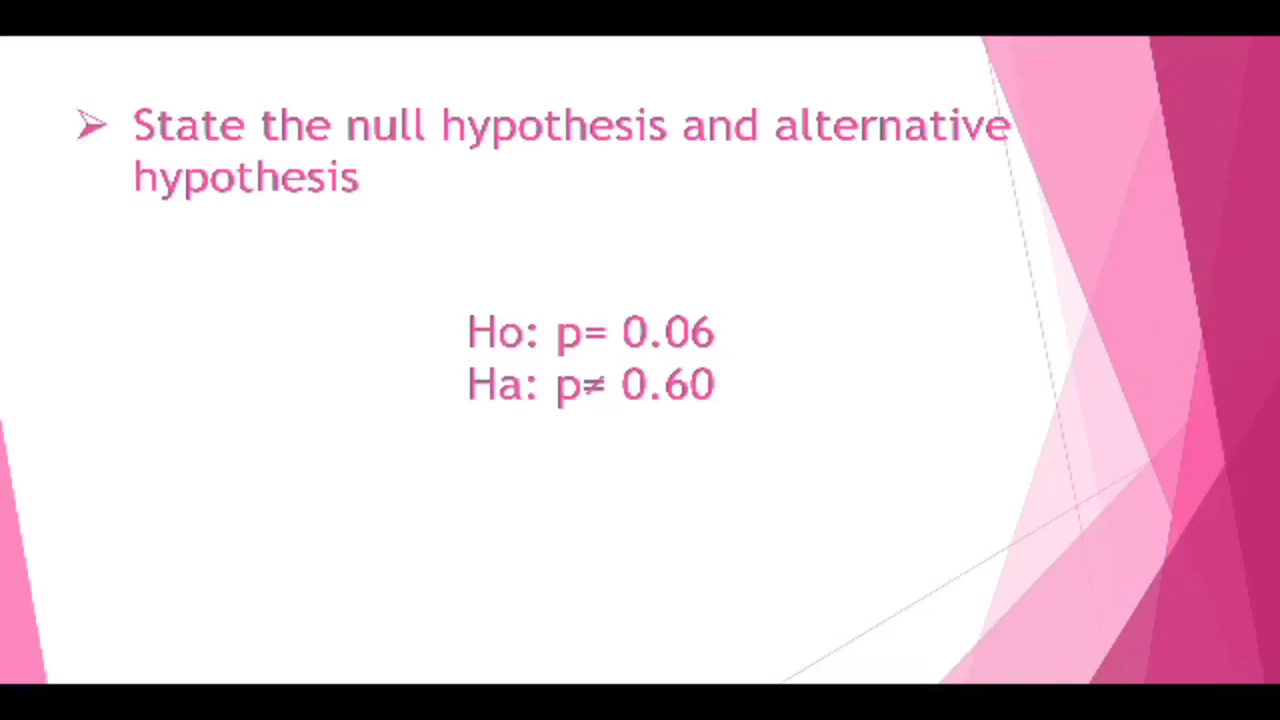 ➢ State the null hypothesis and alternative
hypothesis
Ho: p= 0.06
Ha: p≠ 0.60